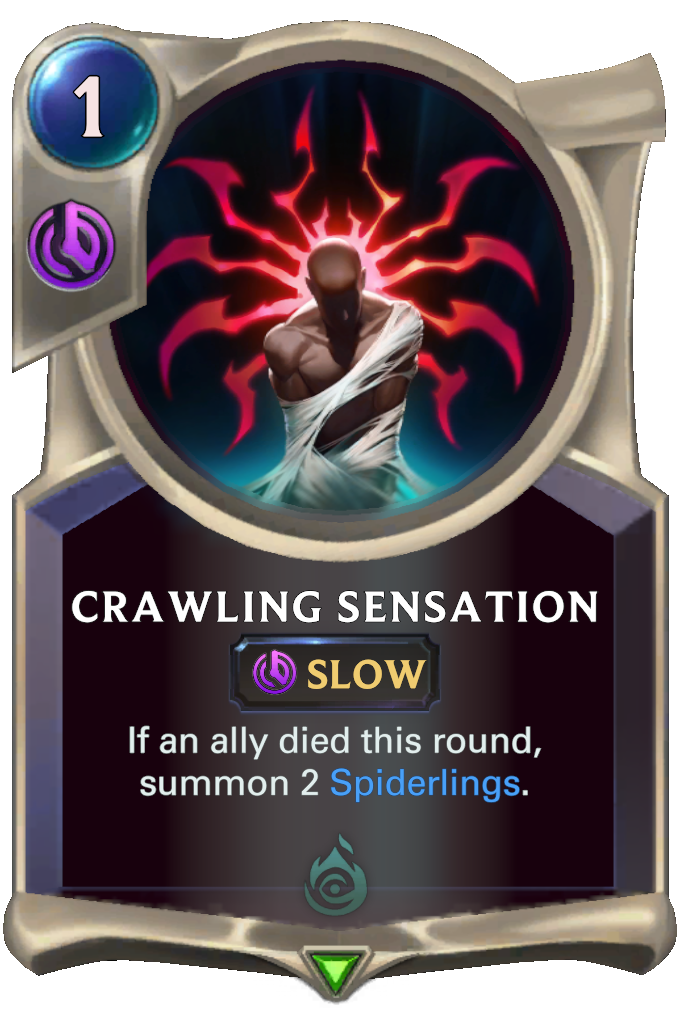 1
CRAWLING SENSATION
SLOW
If an ally died this round,
summon 2 Spiderlings.